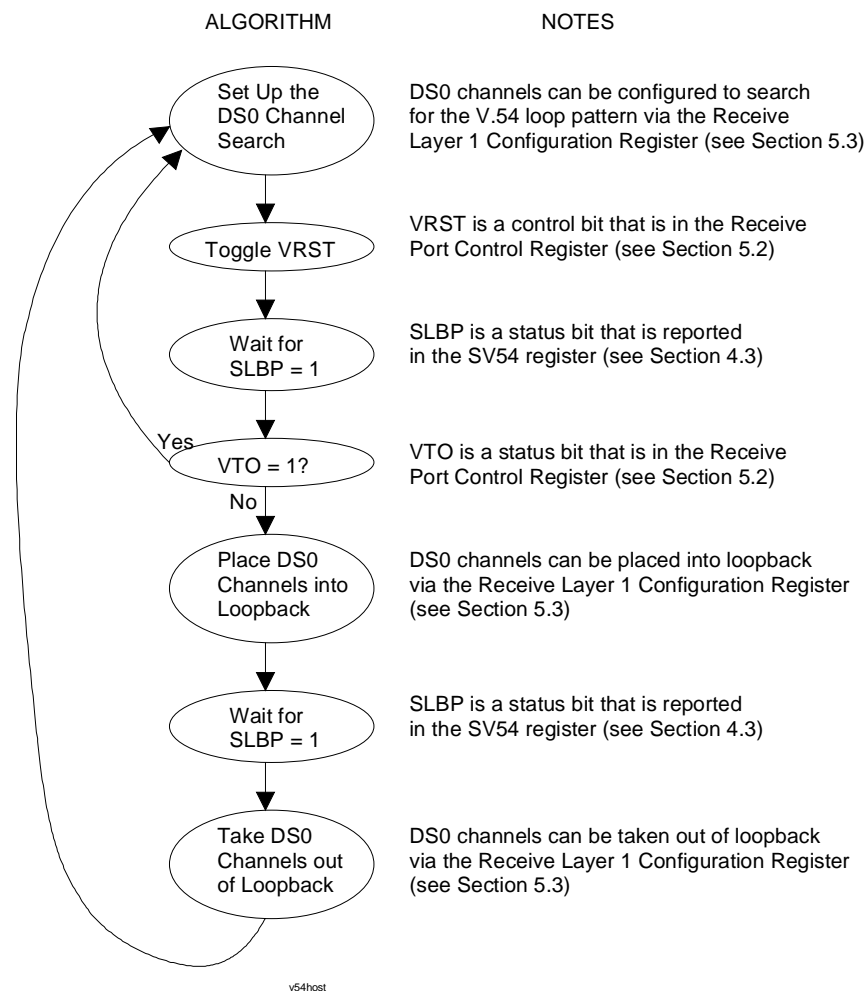 ALGORITHM
NOTES
Set Up the
DS0 Channel
Search
DS0 channels can be configured to search
for the V.54 loop pattern via the Receive
Layer 1 Configuration Register (see Section 5.3)
Toggle VRST
VRST is a control bit that is in the Receive
Port Control Register (see Section 5.2)
Wait for
SLBP = 1
SLBP is a status bit that is reported
in the SV54 register (see Section 4.3)
Yes
VTO = 1?
VTO is a status bit that is in the Receive
Port Control Register (see Section 5.2)
No
Place DS0
Channels into
Loopback
DS0 channels can be placed into loopback
via the Receive Layer 1 Configuration Register
(see Section 5.3)
Wait for
SLBP = 1
SLBP is a status bit that is reported
in the SV54 register (see Section 4.3)
Take DS0
Channels out
of Loopback
DS0 channels can be taken out of loopback
via the Receive Layer 1 Configuration Register
(see Section 5.3)
v54host